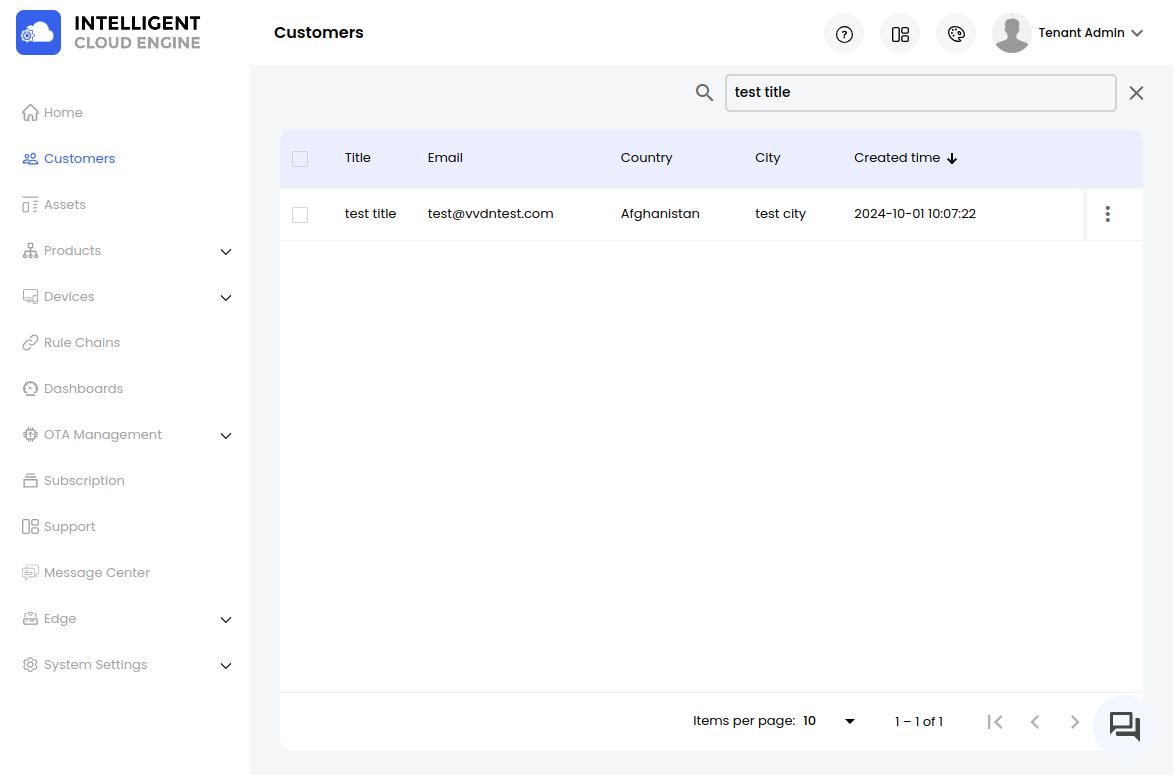 INTELLIGENT
CLOUD ENGINE
Customers
?
Tenant Admin
Home
Customers
Assets
Products
Devices
Rule Chains
Dashboards
OTA Management
Subscription
Support
Message Center
Edge
System Settings
test title
Title Email Country City Created time
test title test@vvdntest.com Afghanistan test city 2024-10-01 10:07:22
Items per page: 10 1 – 1 of 1